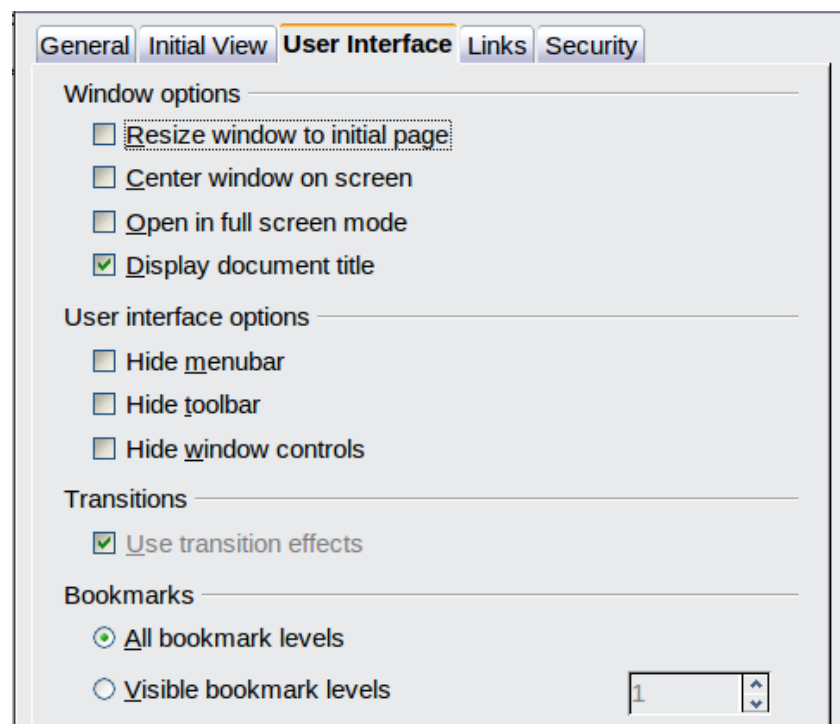 General Initial View User Interface Links Security
Window options
Resize window to initial page
Center window on screen
Open in full screen mode
Display document title
User interface options
Hide menubar
Hide toolbar
Hide window controls
Transitions
Use transition effects
Bookmarks
All bookmark levels
Visible bookmark levels 1